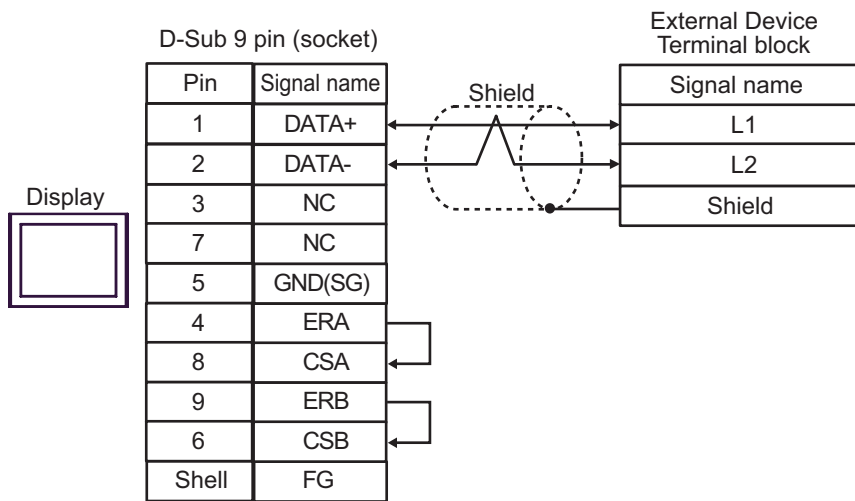 External Device
Terminal block
D-Sub 9 pin (socket)
Pin Signal name Shield Signal name
1 DATA+ L1
2 DATA- L2
Display 3 NC Shield
7 NC
5 GND(SG)
4 ERA
8 CSA
9 ERB
6 CSB
Shell FG